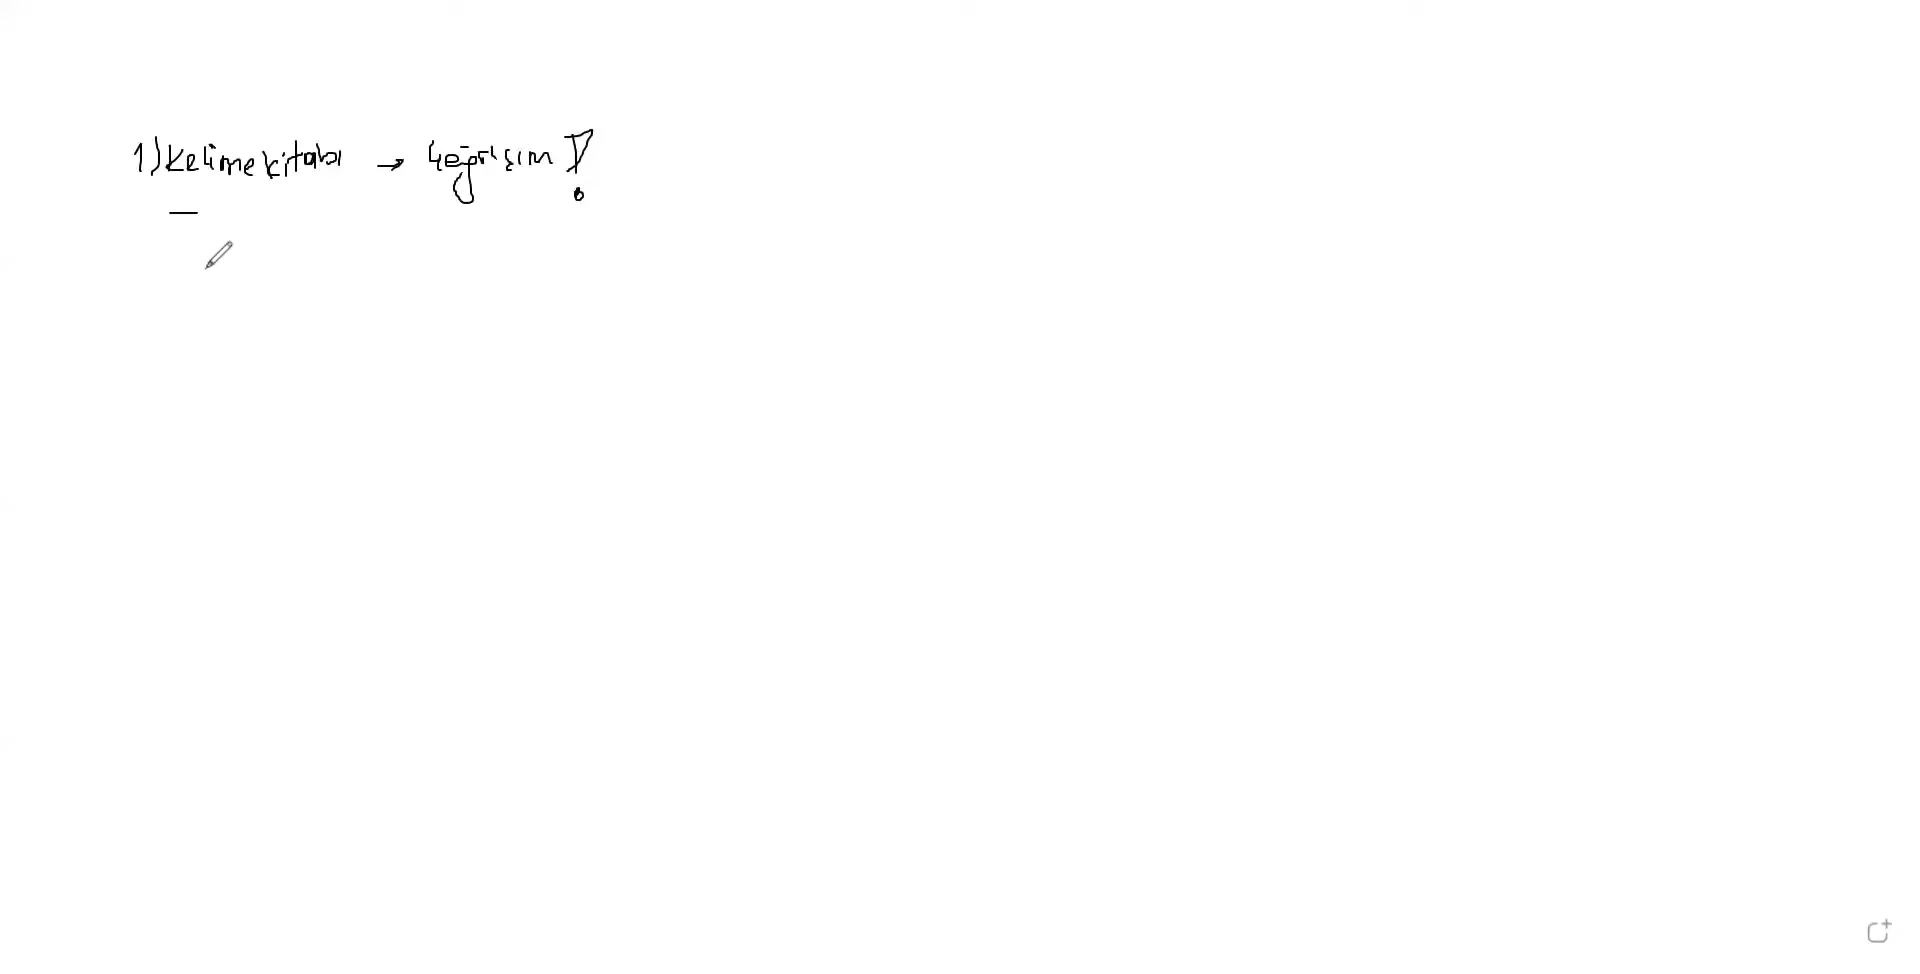 1) Kelime kitabı → çağrışım !
—